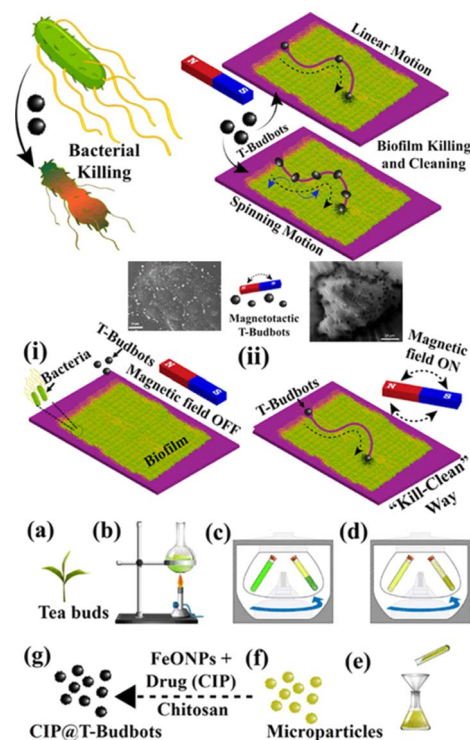 Linear Motion
N
S
T-Budbots
Bacterial
Killing
Biofilm Killing
and Cleaning
Spinning Motion
N
S
Magnetotactic
T-Budbots
(i)
T-Budbots
Bacteria
Magnetic field OFF
N
S
Biofilm
(ii)
Magnetic
field ON
N
S
T-Budbots
“Kill-Clean”
Way
(a)
(b)
(c)
(d)
Tea buds
(g)
FeONPs +
Drug (CIP)
Chitosan
(f)
(e)
CIP@T-Budbots
Microparticles